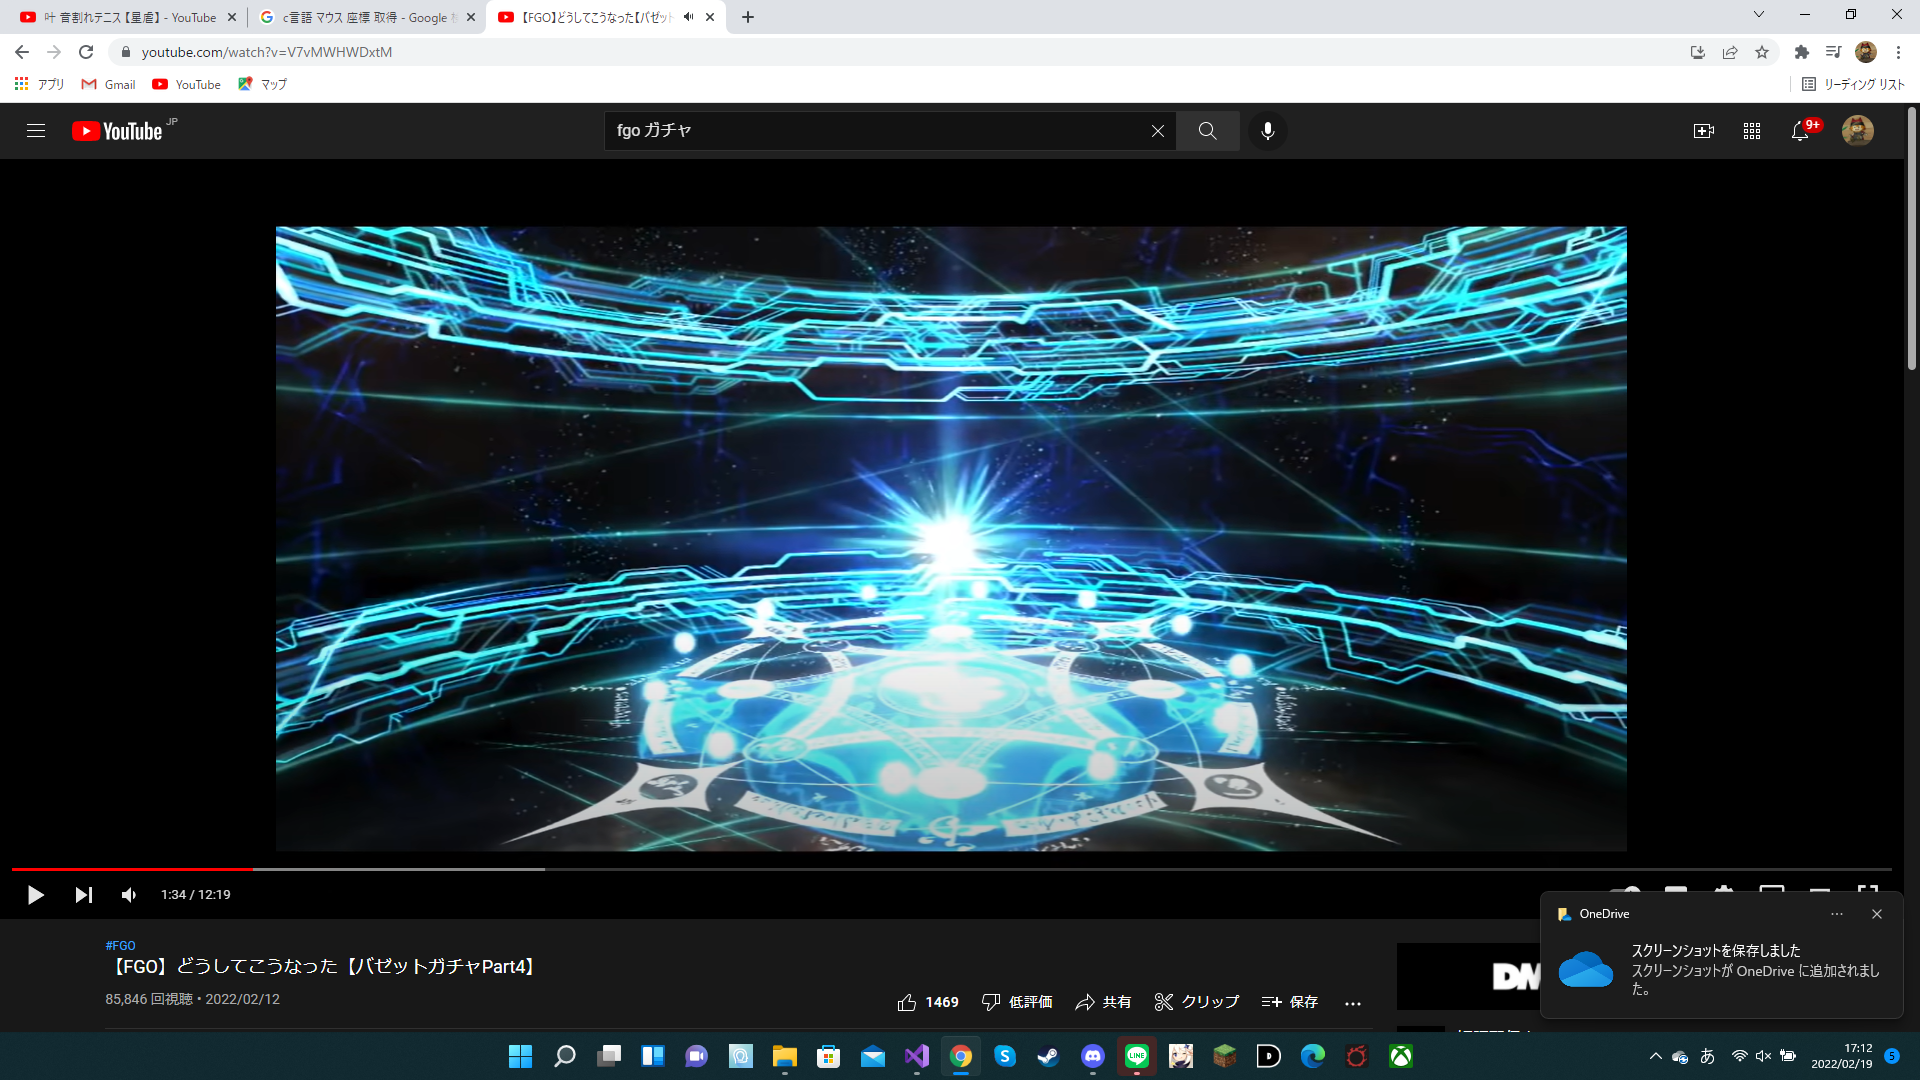 叶 音割れテニス【星虐】 - YouTube
c言語 マウス 座標 取得 - Google 検
【FGO】どうしてこうなった【バゼット
youtube.com/watch?v=V7vMWHWDxtM
アプリ
Gmail
YouTube
マップ
リーディング リスト
YouTube JP
fgo ガチャ
9+
1:34 / 12:19
#FGO
【FGO】どうしてこうなった【バゼットガチャPart4】
85,846 回視聴・2022/02/12
1469
低評価
共有
クリップ
保存
DM
OneDrive
スクリーンショットを保存しました
スクリーンショットが OneDrive に追加されまし
た。
LINE
あ
17:12
2022/02/19
5